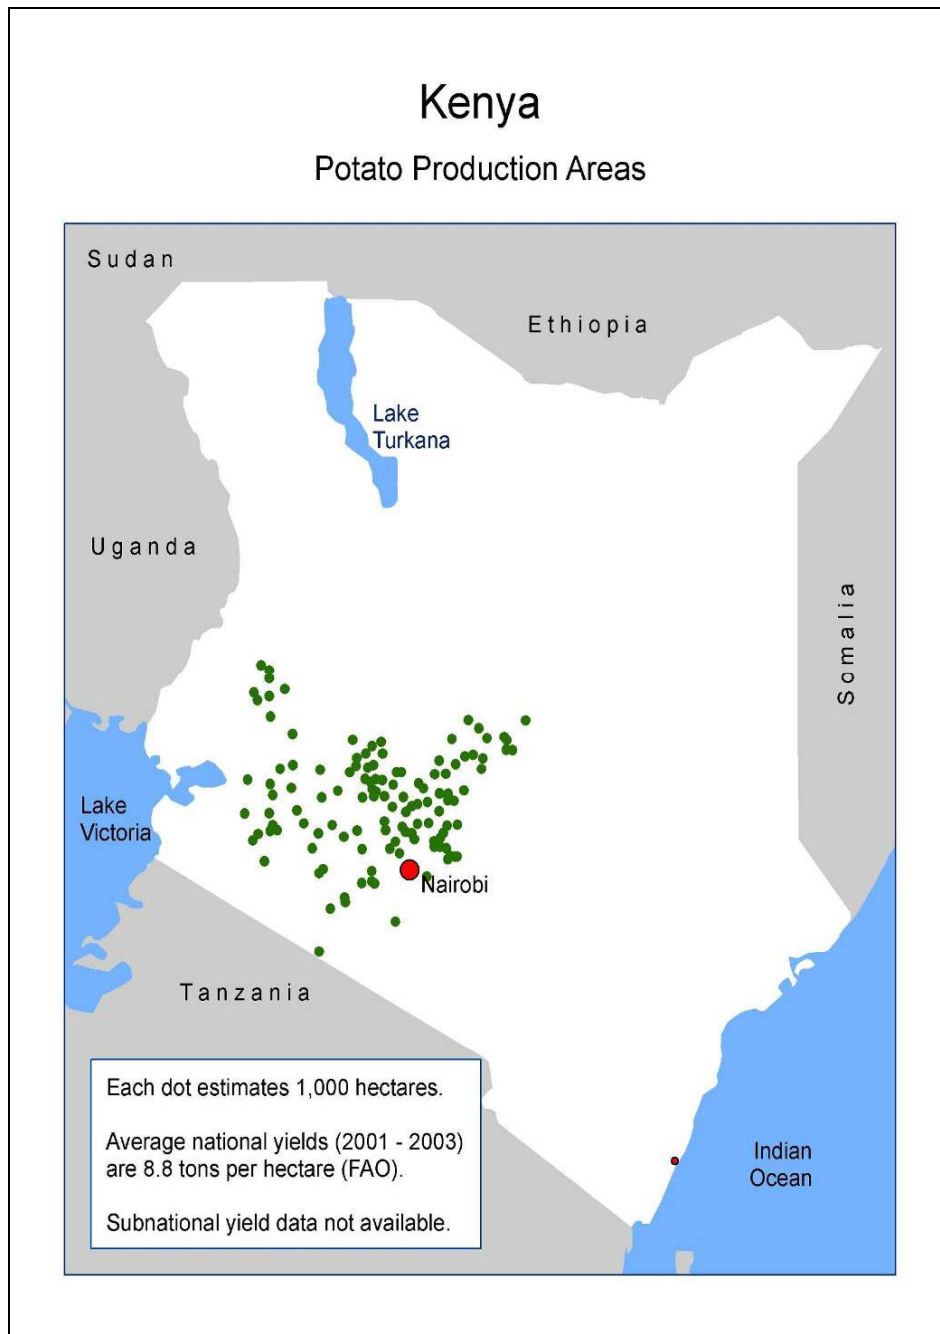 Kenya
Potato Production Areas
Sudan
Ethiopia
Lake
Turkana
Uganda
Somalia
Lake
Victoria
Nairobi
Tanzania
Each dot estimates 1,000 hectares.
Average national yields (2001 - 2003)
are 8.8 tons per hectare (FAO).
Subnational yield data not available.
Indian
Ocean